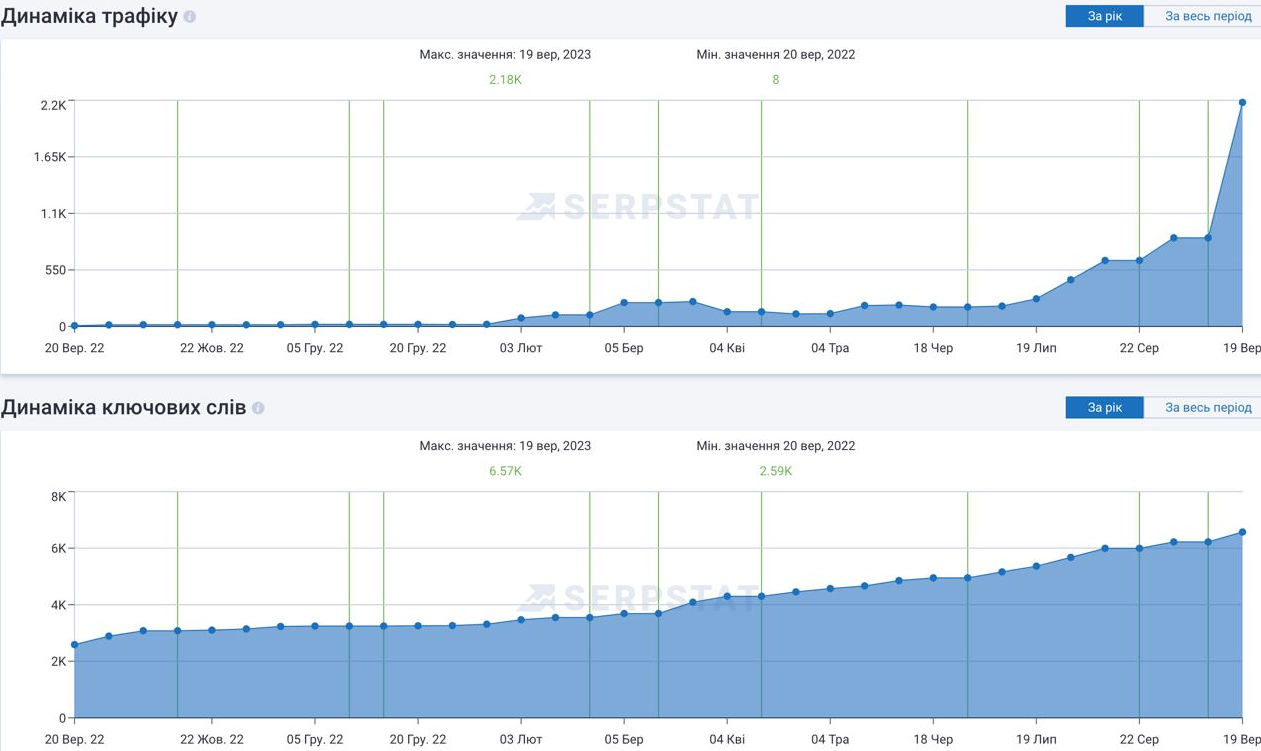 Динаміка трафіку
За рік За весь період
Макс. значення: 19 вер, 2023 Мін. значення 20 вер, 2022
2.18K 8
2.2K
1.65K
1.1K
550
0
SERPSTAT
20 Вер. 22 22 Жов. 22 05 Гру. 22 20 Гру. 22 03 Лют 05 Бер 04 Кві 04 Тра 18 Чер 19 Лип 22 Сер 19 Вер
Динаміка ключових слів
За рік За весь період
Макс. значення: 19 вер, 2023 Мін. значення 20 вер, 2022
6.57K 2.59K
8K
6K
4K
2K
0
SERPSTAT
20 Вер. 22 22 Жов. 22 05 Гру. 22 20 Гру. 22 03 Лют 05 Бер 04 Кві 04 Тра 18 Чер 19 Лип 22 Сер 19 Вер